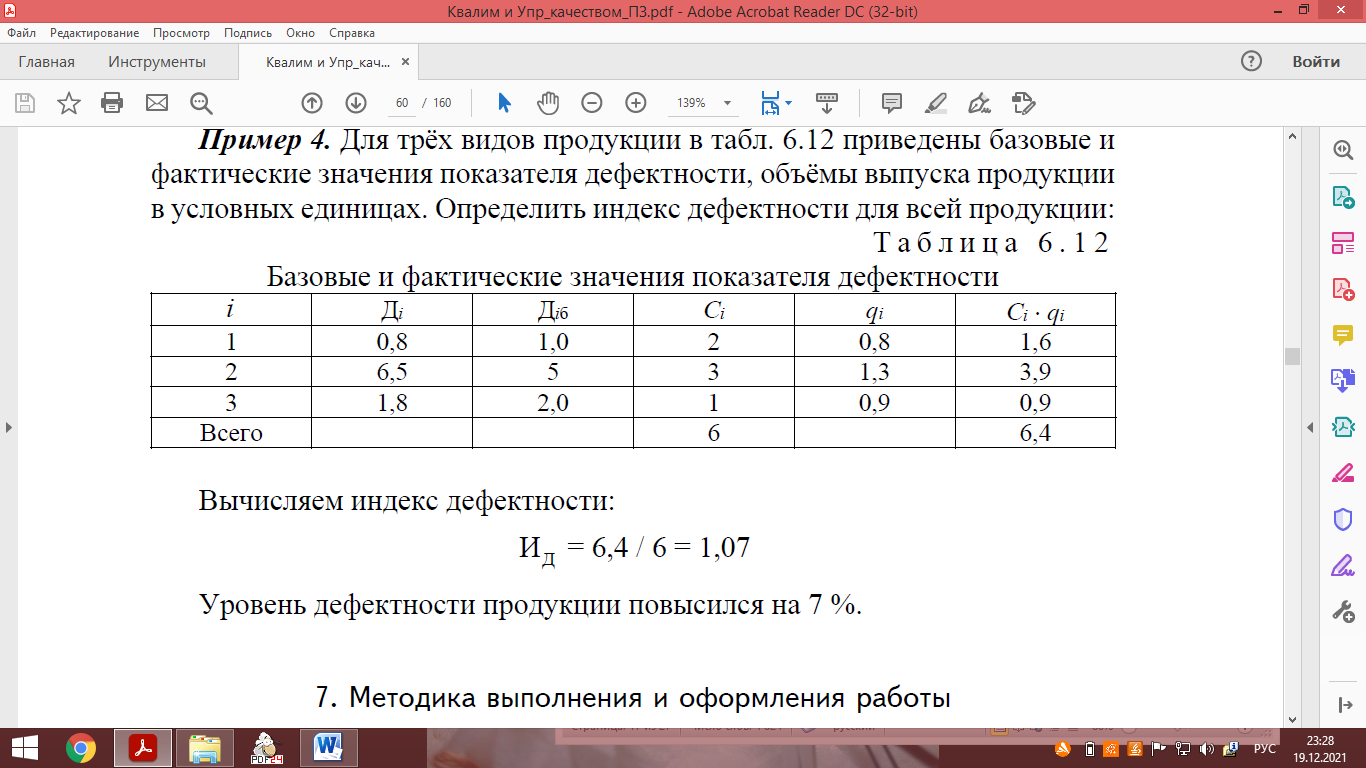 Квалим и Упр_качеством_ПЗ.pdf - Adobe Acrobat Reader DC (32-bit)
Файл Редактирование Просмотр Подпись Окно Справка
Главная Инструменты Квалим и Упр_кач... × Войти
60 / 160 139%
Пример 4. Для трёх видов продукции в табл. 6.12 приведены базовые и
фактические значения показателя дефектности, объёмы выпуска продукции
в условных единицах. Определить индекс дефектности для всей продукции:
Таблица 6.12
Базовые и фактические значения показателя дефектности
i Дi Дiб Ci qi Ci · qi
1 0,8 1,0 2 0,8 1,6
2 6,5 5 3 1,3 3,9
3 1,8 2,0 1 0,9 0,9
Всего 6 6,4
Вычисляем индекс дефектности:
Ид = 6,4 / 6 = 1,07
Уровень дефектности продукции повысился на 7 %.
7. Методика выполнения и оформления работы
PDF24
РУС
23:28
19.12.2021